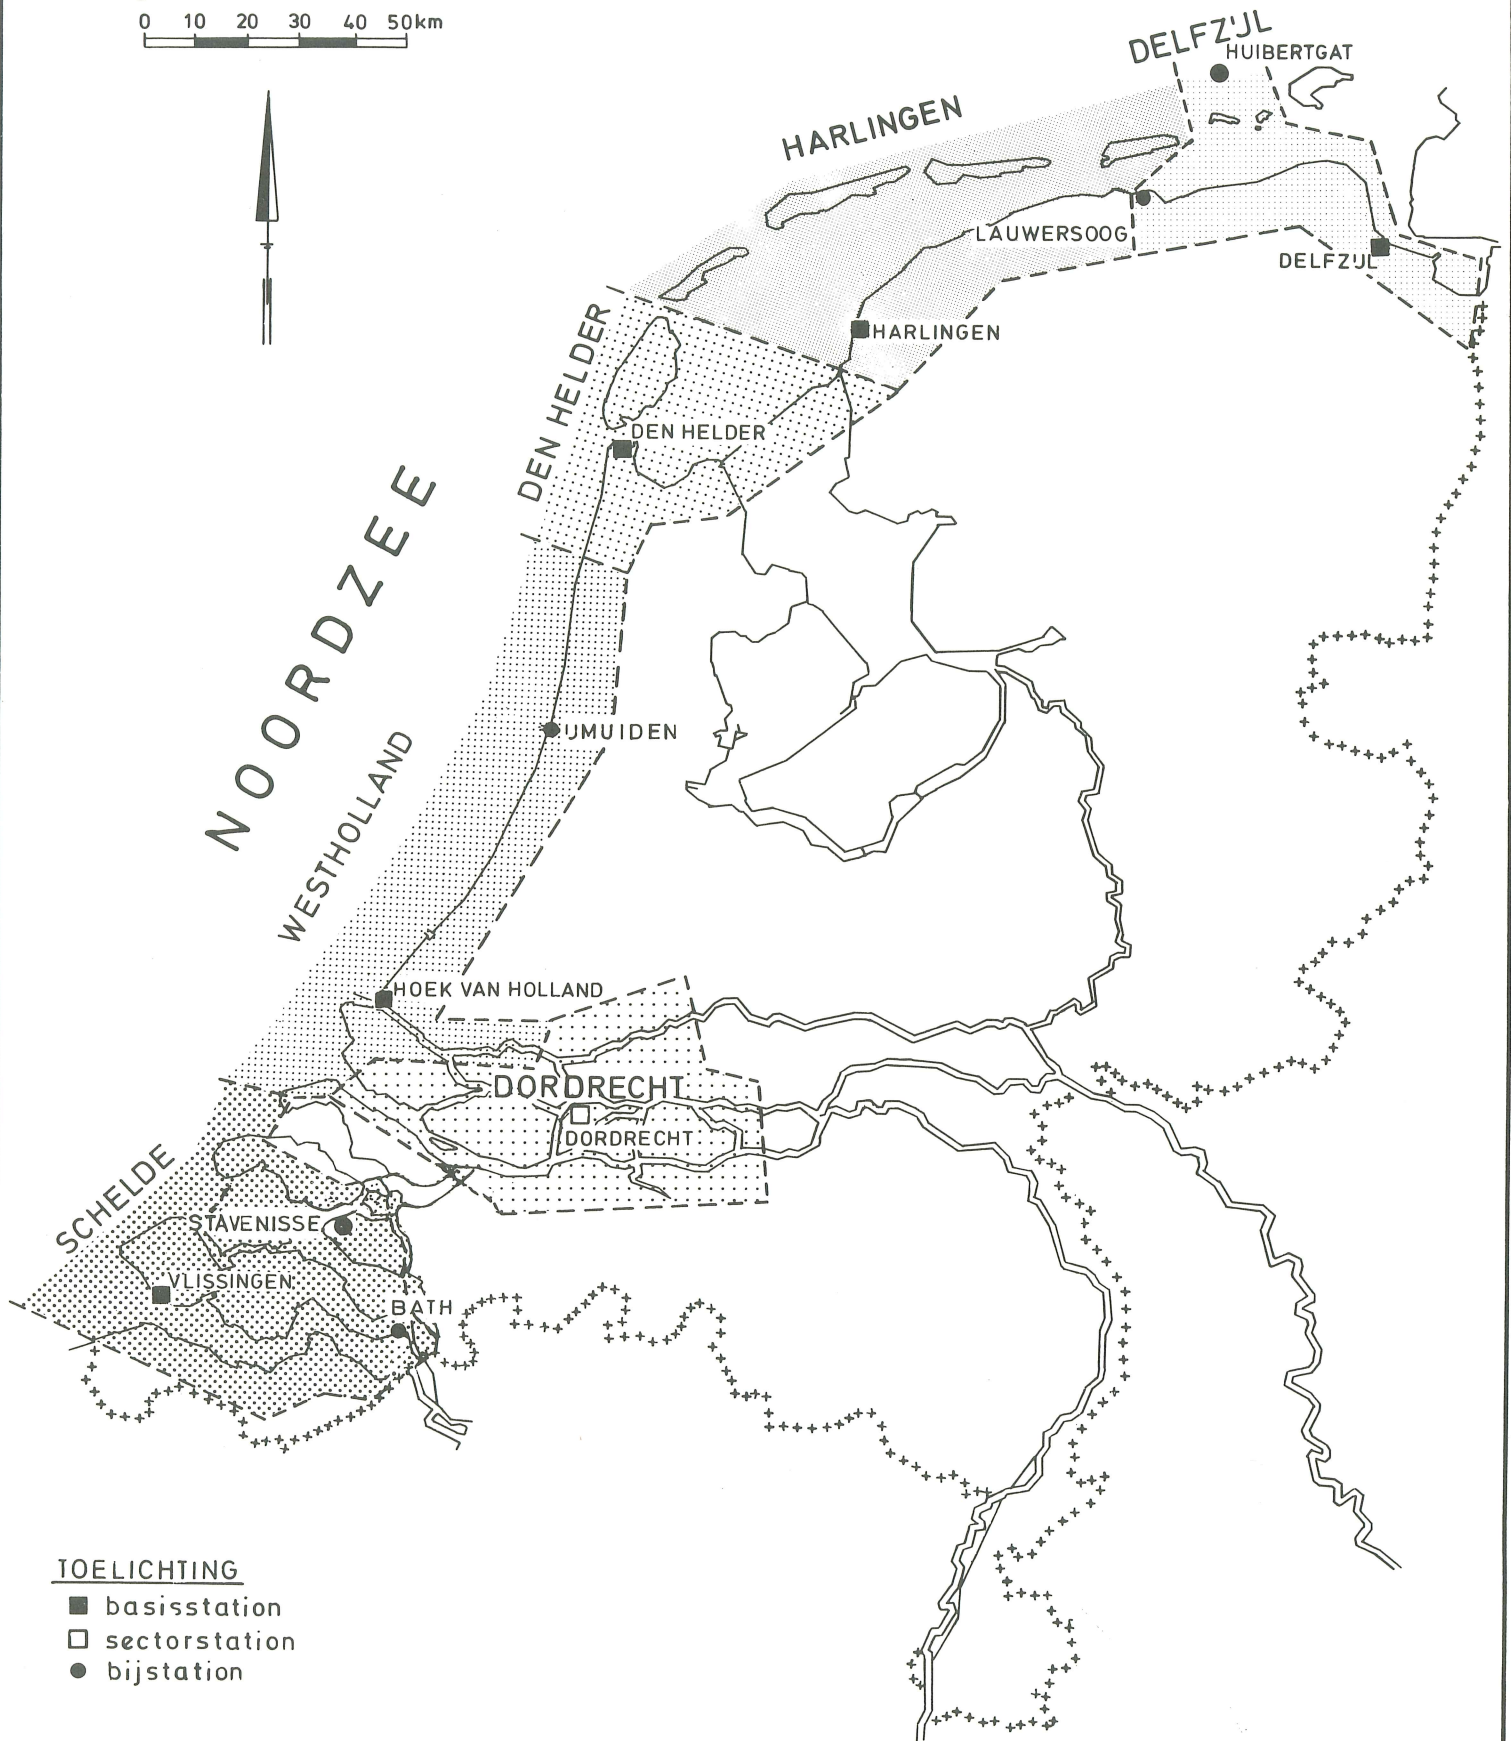 0 10 20 30 40 50km
DELFZIJL
HUIBERTGAT
HARLINGEN
LAUWERSOOG
DELFZIJL
HARLINGEN
DEN HELDER
DEN HELDER
NOORDZEE
IJMUIDEN
WESTHOLLAND
HOEK VAN HOLLAND
DORDRECHT
DORDRECHT
SCHELDE
STAVENISSE
VLISSINGEN
BATH
TOELICHTING
basisstation
sectorstation
bijstation